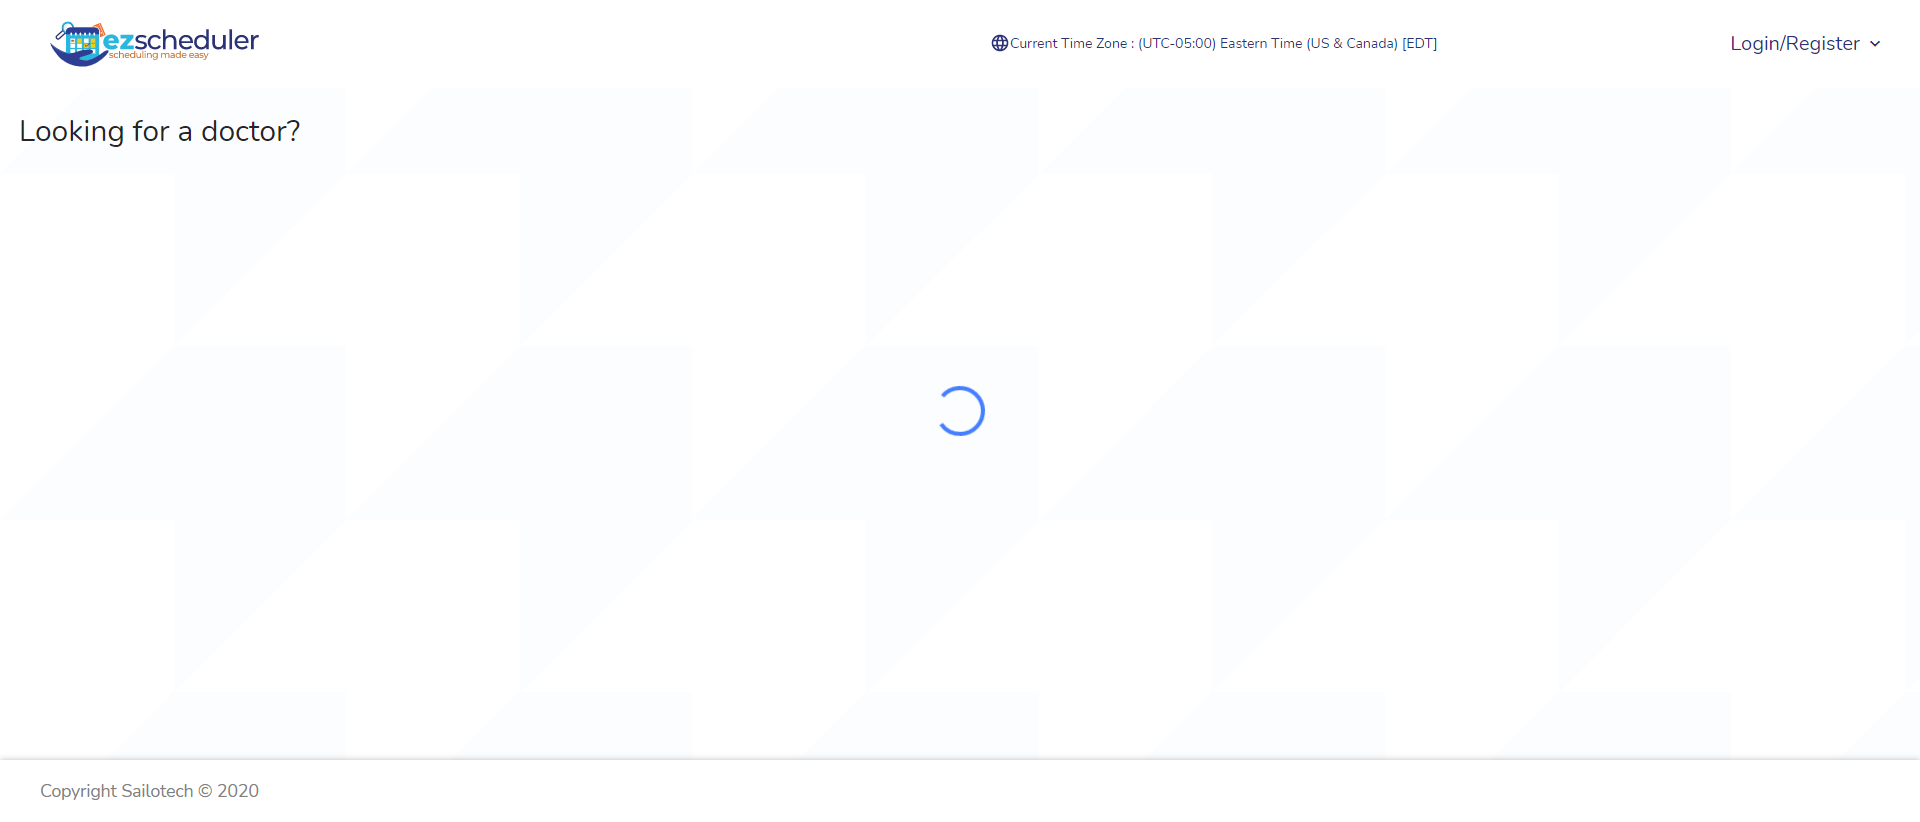 ezscheduler
scheduling made easy
Current Time Zone : (UTC-05:00) Eastern Time (US & Canada) [EDT]
Login/Register
Looking for a doctor?
Copyright Sailotech © 2020